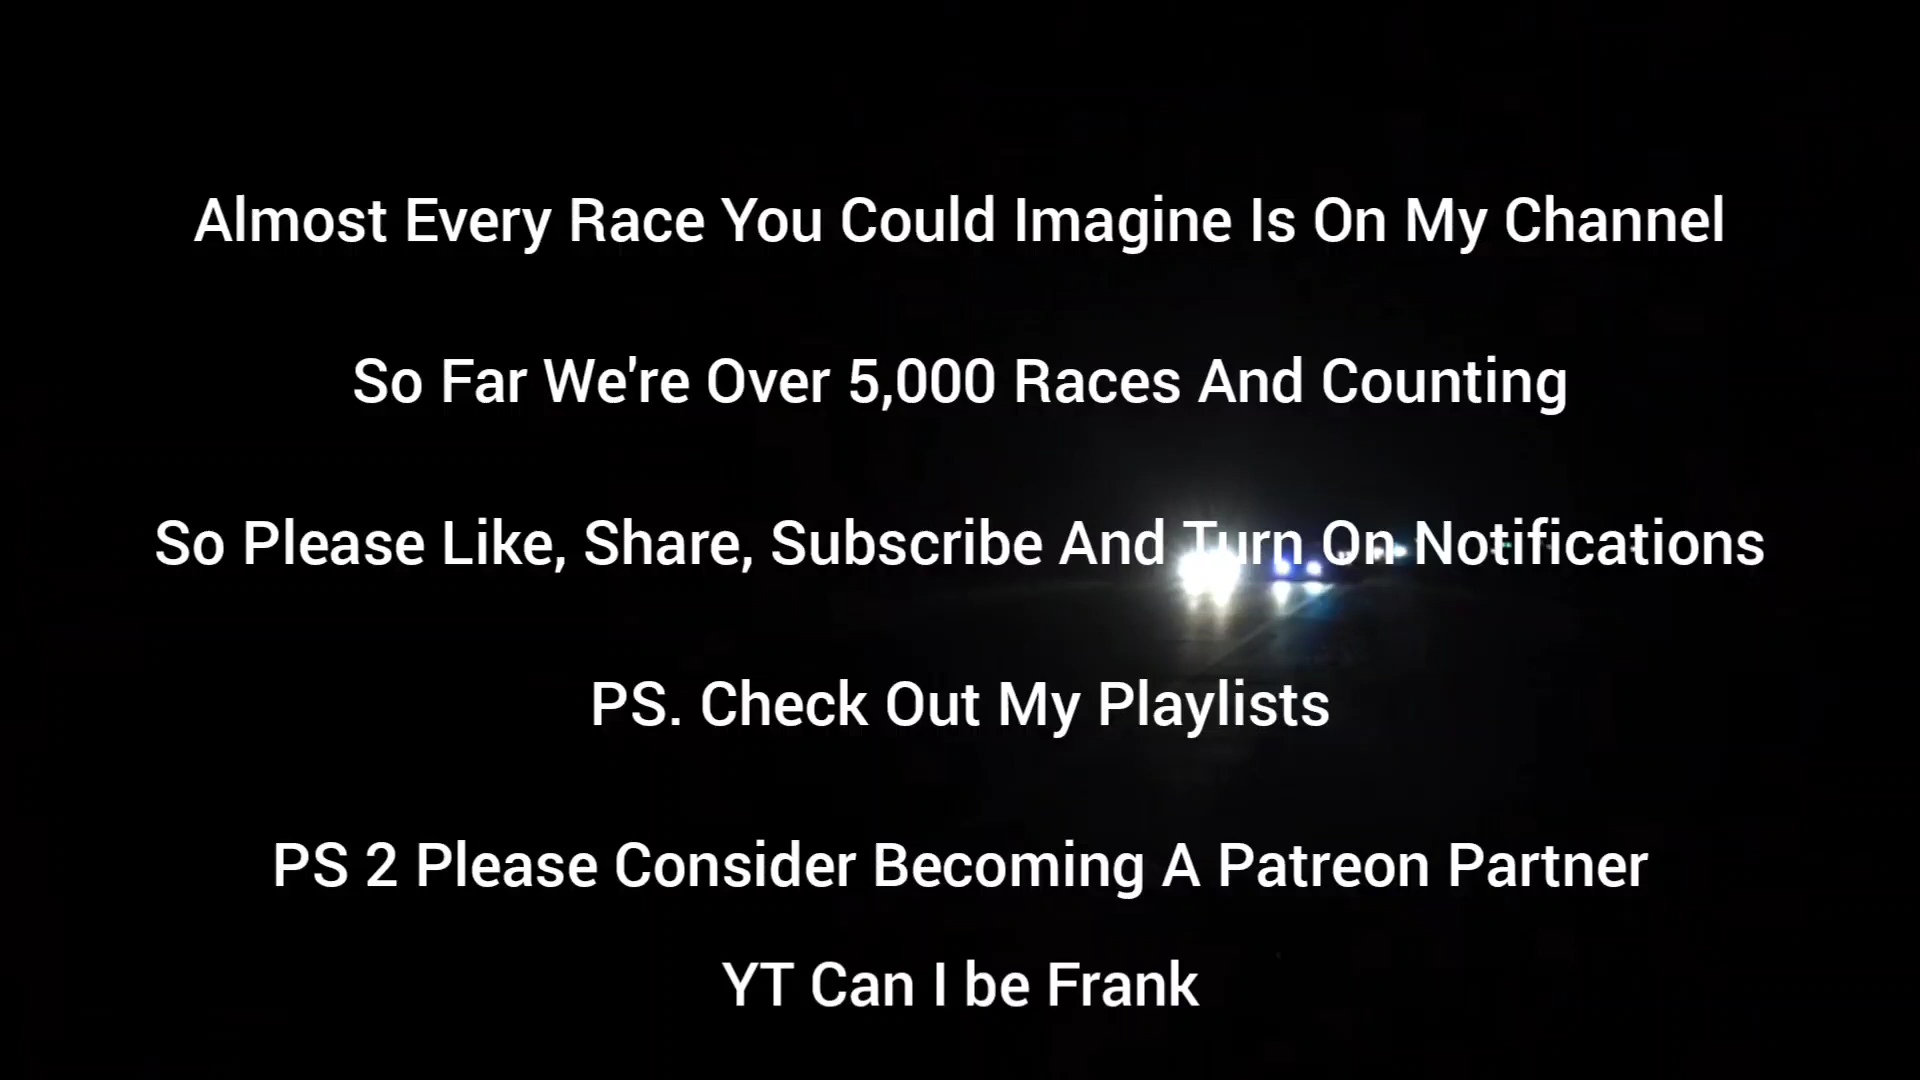 Almost Every Race You Could Imagine Is On My Channel
So Far We're Over 5,000 Races And Counting
So Please Like, Share, Subscribe And Turn On Notifications
PS. Check Out My Playlists
PS 2 Please Consider Becoming A Patreon Partner
YT Can I be Frank